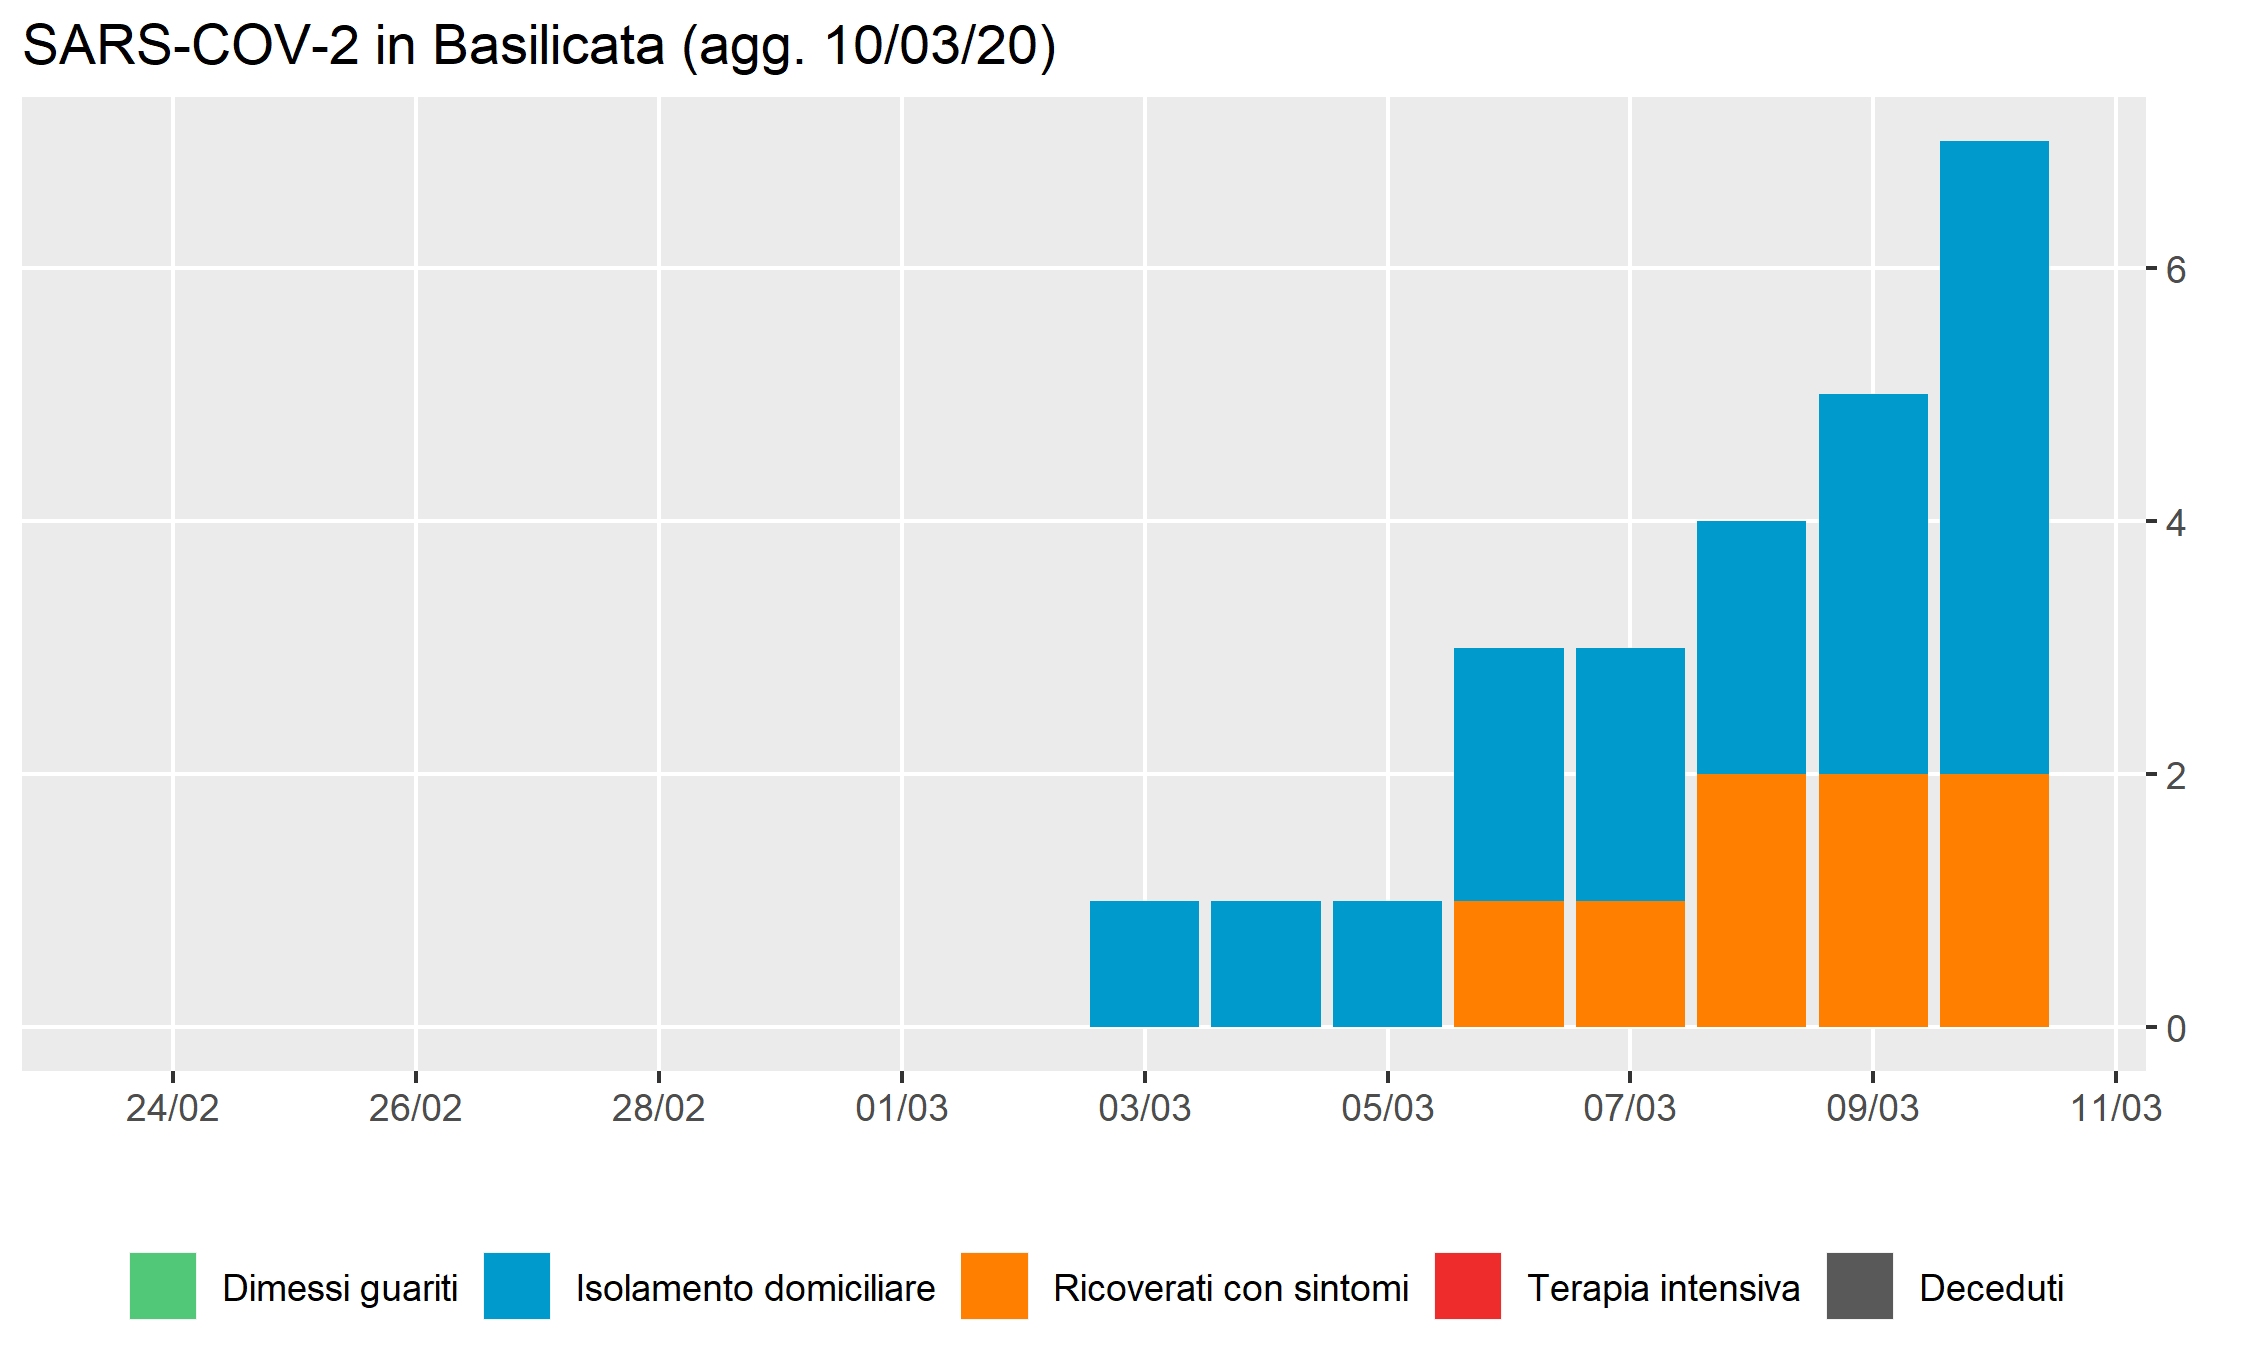 SARS-COV-2 in Basilicata (agg. 10/03/20)
6
4
2
0
24/02 26/02 28/02 01/03 03/03 05/03 07/03 09/03 11/03
Dimessi guariti Isolamento domiciliare Ricoverati con sintomi Terapia intensiva Deceduti